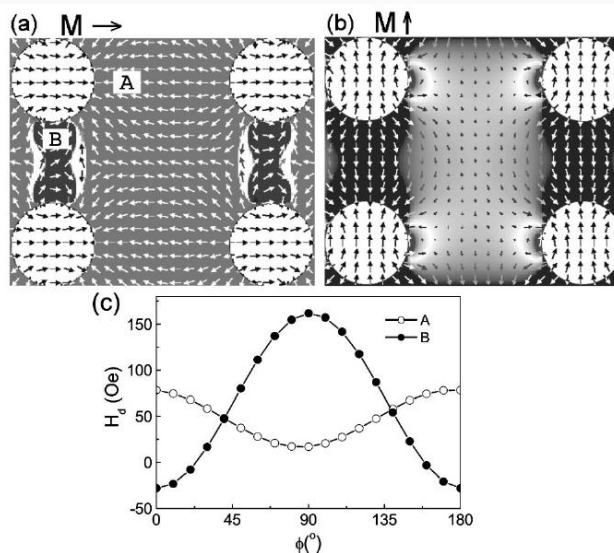 (a) M →
(b) M ↑
A
B
(c)
150
100
50
0
-50
H_d (Oe)
A
B
0 45 90 135 180
ϕ(°)